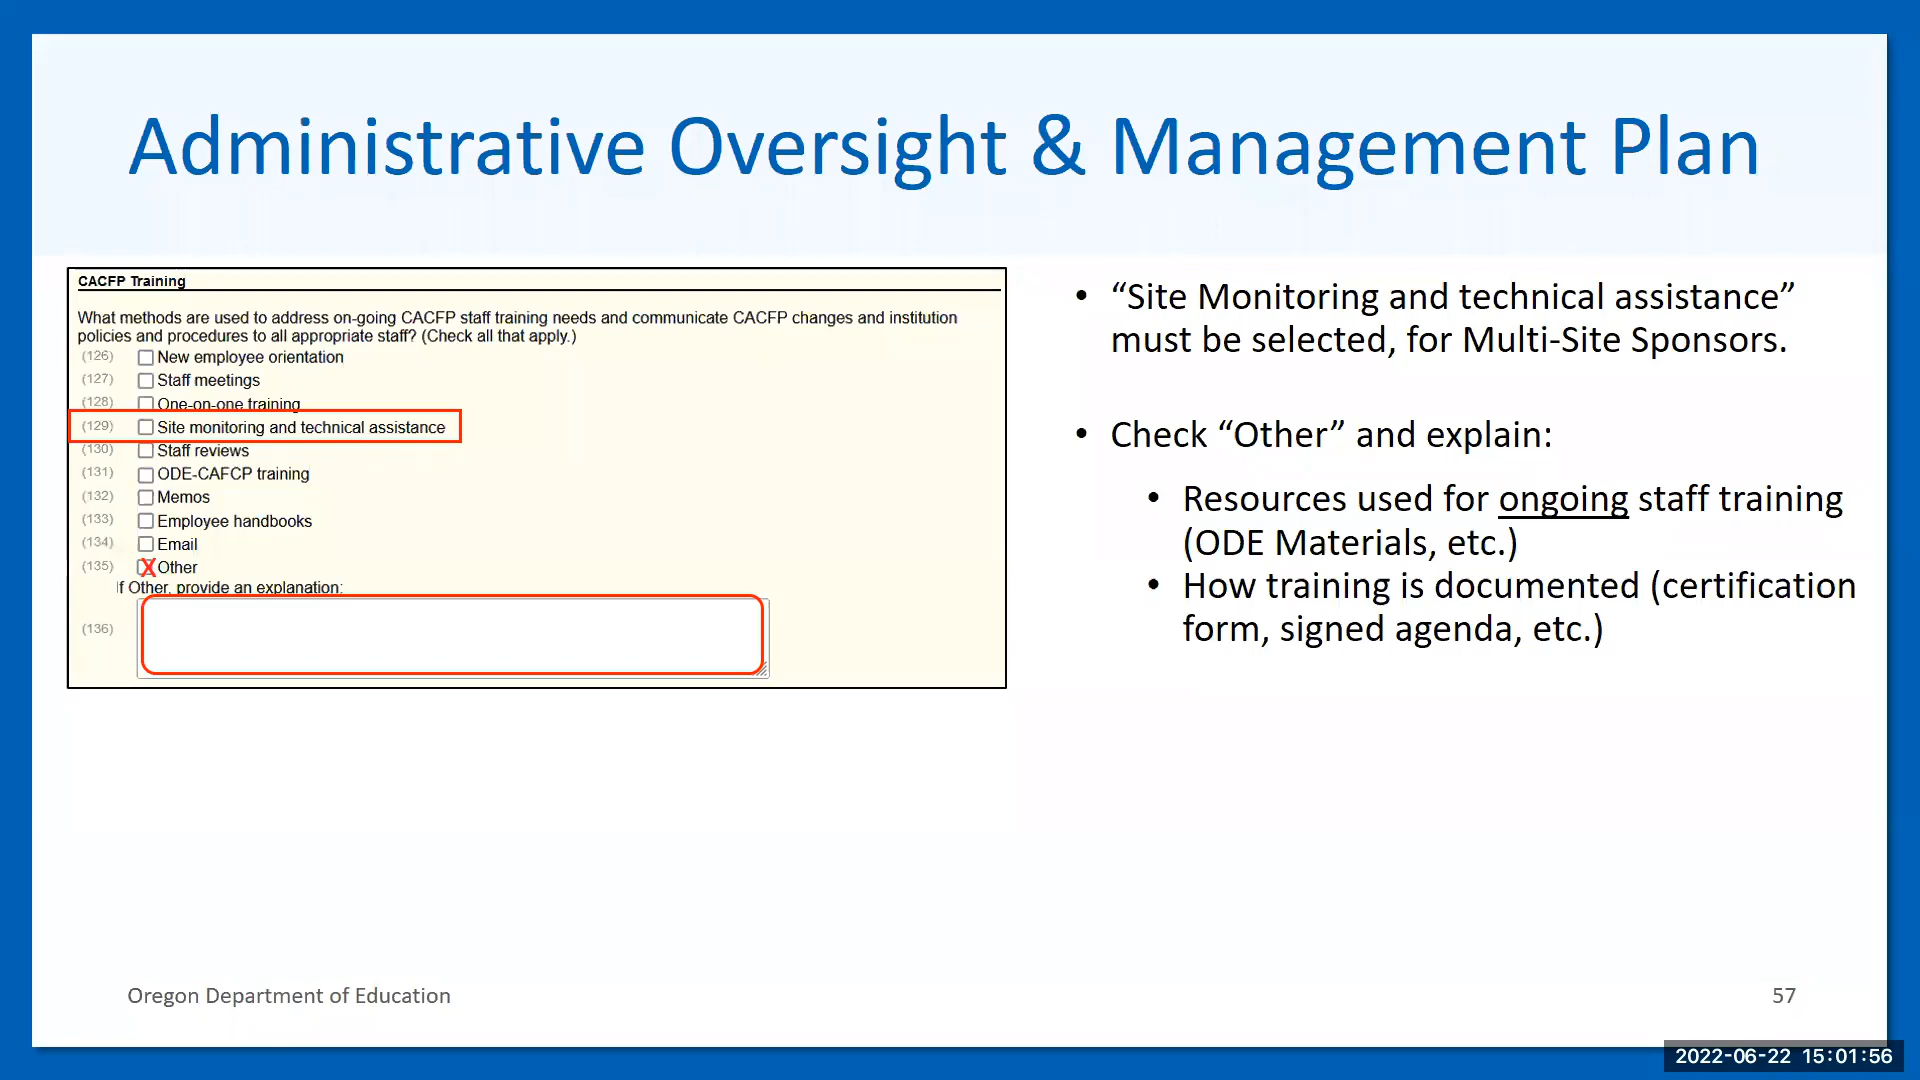 Administrative Oversight & Management Plan
CACFP Training
What methods are used to address on-going CACFP staff training needs and communicate CACFP changes and institution
policies and procedures to all appropriate staff? (Check all that apply.)
(126) New employee orientation
(127) Staff meetings
(128) One-on-one training
(129) Site monitoring and technical assistance
(130) Staff reviews
(131) ODE-CAFCP training
(132) Memos
(133) Employee handbooks
(134) Email
(135) X Other
If Other, provide an explanation:
(136)
• “Site Monitoring and technical assistance”
must be selected, for Multi-Site Sponsors.
• Check “Other” and explain:
• Resources used for ongoing staff training
(ODE Materials, etc.)
• How training is documented (certification
form, signed agenda, etc.)
Oregon Department of Education
57
2022-06-22 15:01:56